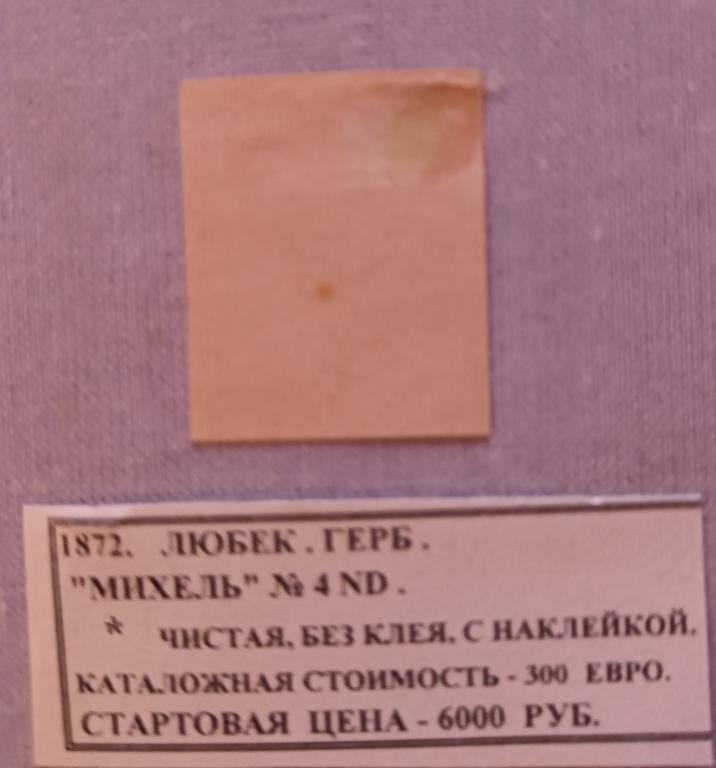 1872. ЛЮБЕК . ГЕРБ .
"МИХЕЛЬ" № 4 ND .
* ЧИСТАЯ, БЕЗ КЛЕЯ, С НАКЛЕЙКОЙ.
КАТАЛОЖНАЯ СТОИМОСТЬ - 300 ЕВРО.
СТАРТОВАЯ ЦЕНА - 6000 РУБ.